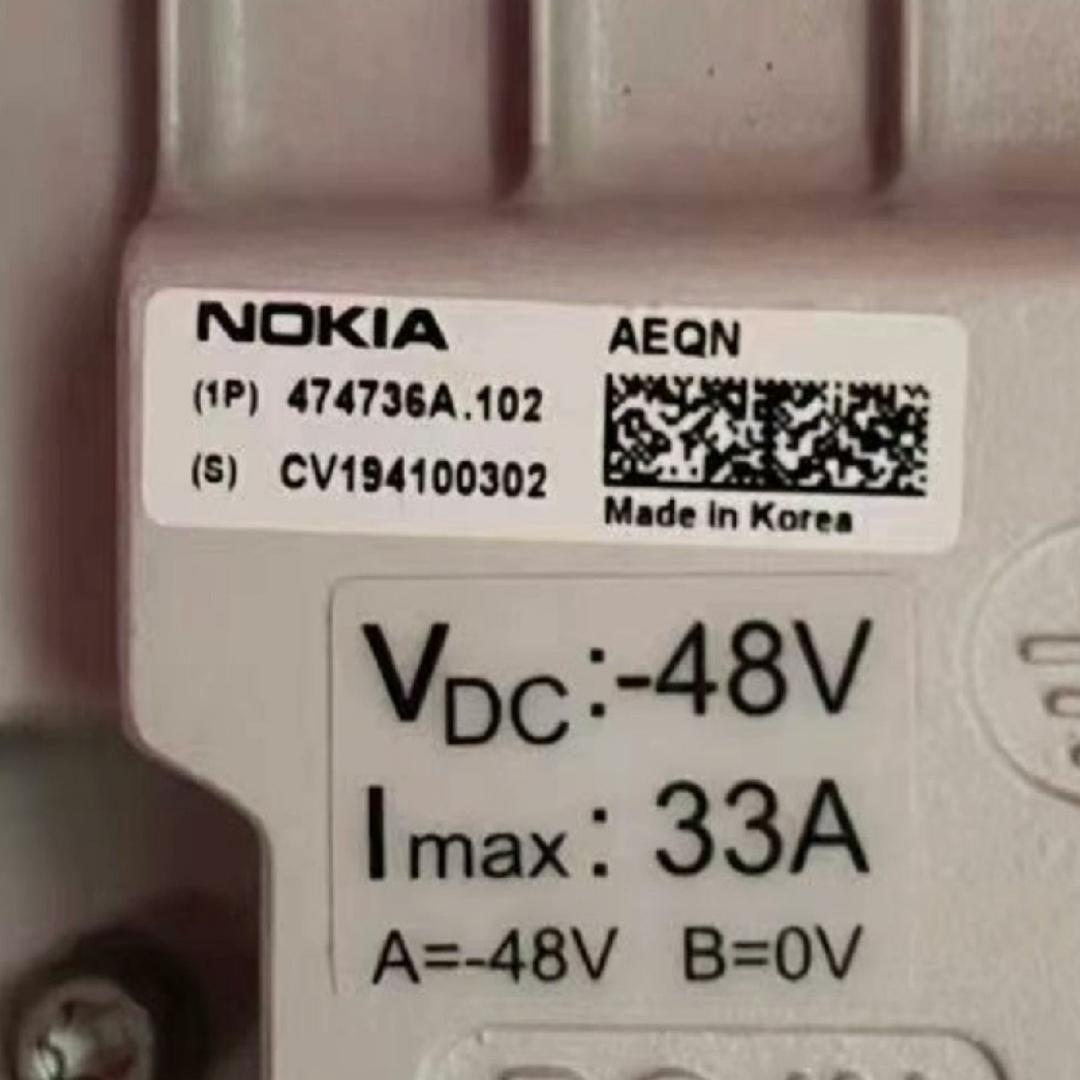 NOKIA
AEQN
(1P) 474736A.102
(S) CV194100302
Made in Korea
VDC:-48V
Imax: 33A
A=-48V B=0V